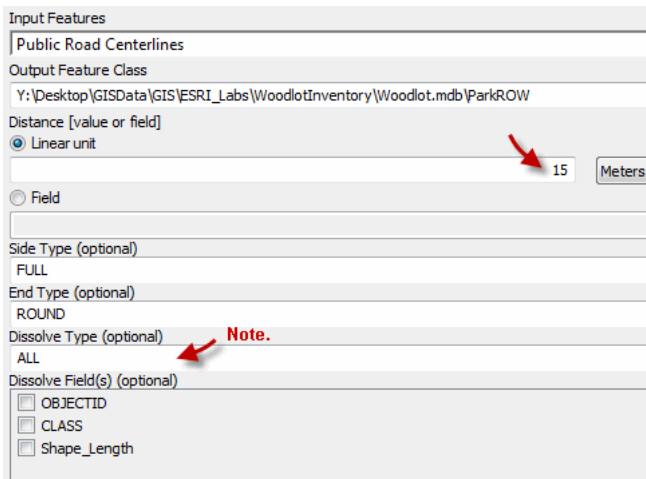 Input Features
Public Road Centerlines
Output Feature Class
Y:\Desktop\GISData\GIS\ESRI_Labs\WoodlotInventory\Woodlot.mdb\ParkROW
Distance [value or field]
Linear unit
15 Meters
Field
Side Type (optional)
FULL
End Type (optional)
ROUND
Dissolve Type (optional) Note.
ALL
Dissolve Field(s) (optional)
OBJECTID
CLASS
Shape_Length